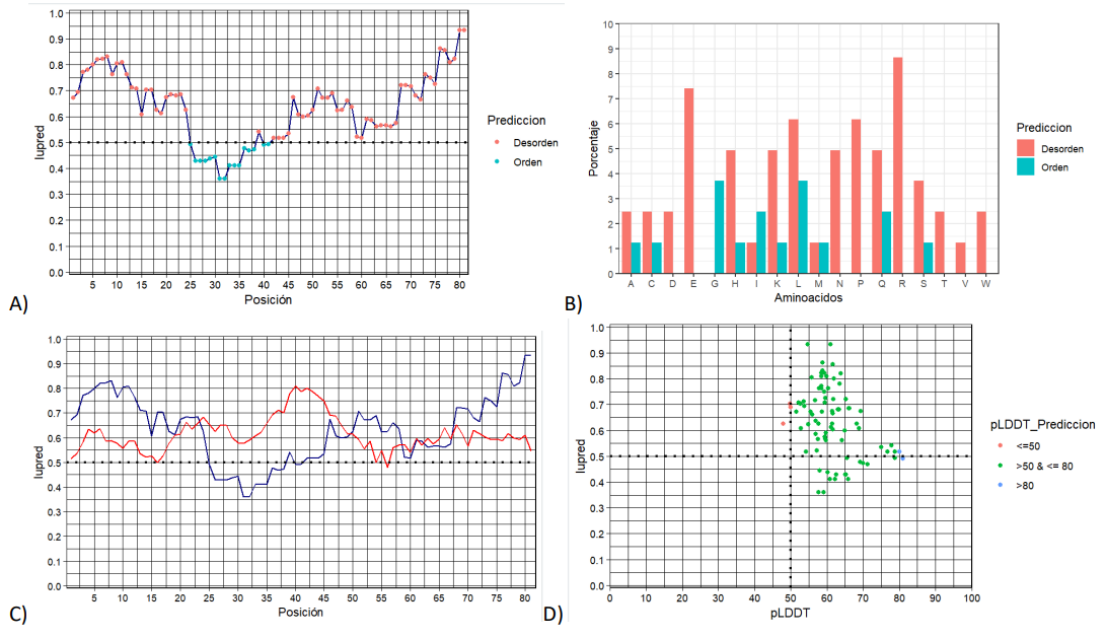 1.0
0.9
0.8
0.7
0.6
0.5
0.4
0.3
0.2
0.1
0.0
Iupred
5 10 15 20 25 30 35 40 45 50 55 60 65 70 75 80
Posición
Prediccion
Desorden
Orden
A)
10
9
8
7
6
5
4
3
2
1
0
Porcentaje
A C D E G H I K L M N P Q R S T V W
Aminoacidos
Prediccion
Desorden
Orden
B)
1.0
0.9
0.8
0.7
0.6
0.5
0.4
0.3
0.2
0.1
0.0
5 10 15 20 25 30 35 40 45 50 55 60 65 70 75 80
Posición
C)
1.0
0.9
0.8
0.7
0.6
0.5
0.4
0.3
0.2
0.1
0.0
Iupred
0 10 20 30 40 50 60 70 80 90 100
pLDDT
pLDDT_Prediccion
<=50
>50 & <= 80
>80
D)